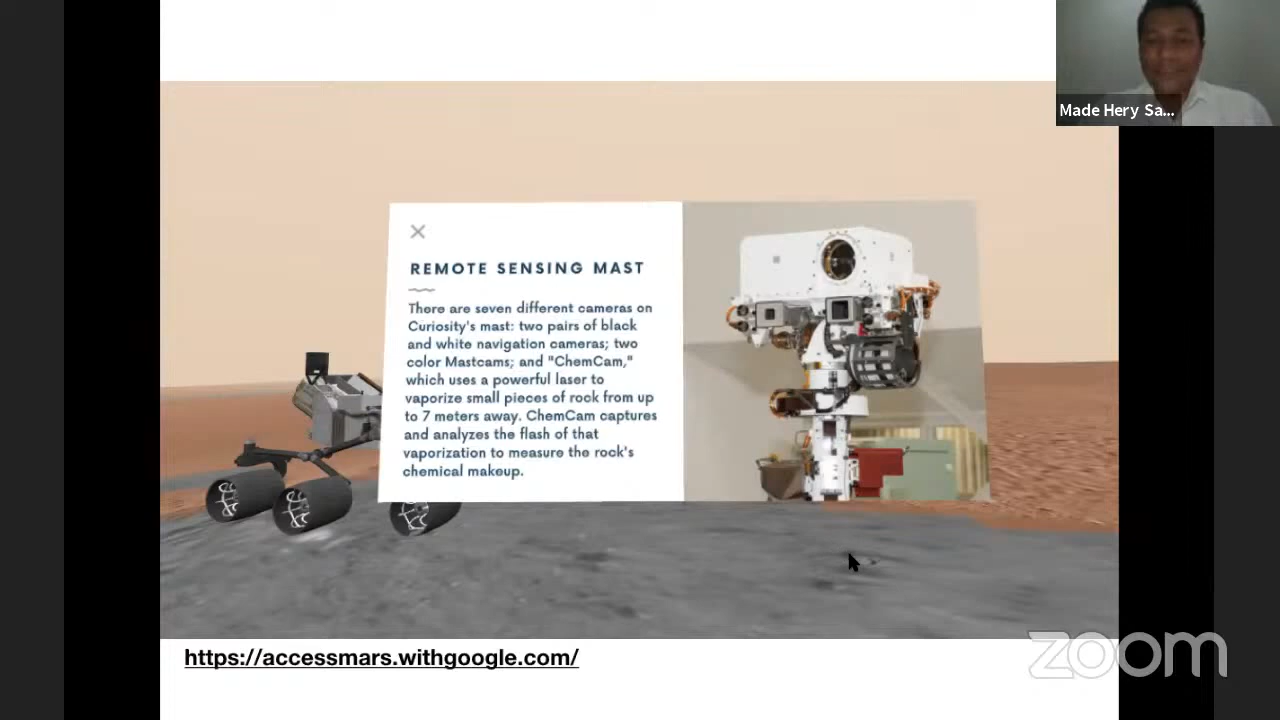 Made Hery Sa...
REMOTE SENSING MAST
There are seven different cameras on
Curiosity's mast: two pairs of black
and white navigation cameras; two
color Mastcams; and "ChemCam,"
which uses a powerful laser to
vaporize small pieces of rock from up
to 7 meters away. ChemCam captures
and analyzes the flash of that
vaporization to measure the rock's
chemical makeup.
https://accessmars.withgoogle.com/
zoom